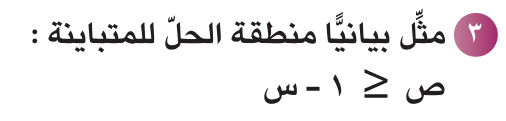 ٣ مثِّل بيانيًّا منطقة الحلّ للمتباينة :
ص ≥ ١ - س